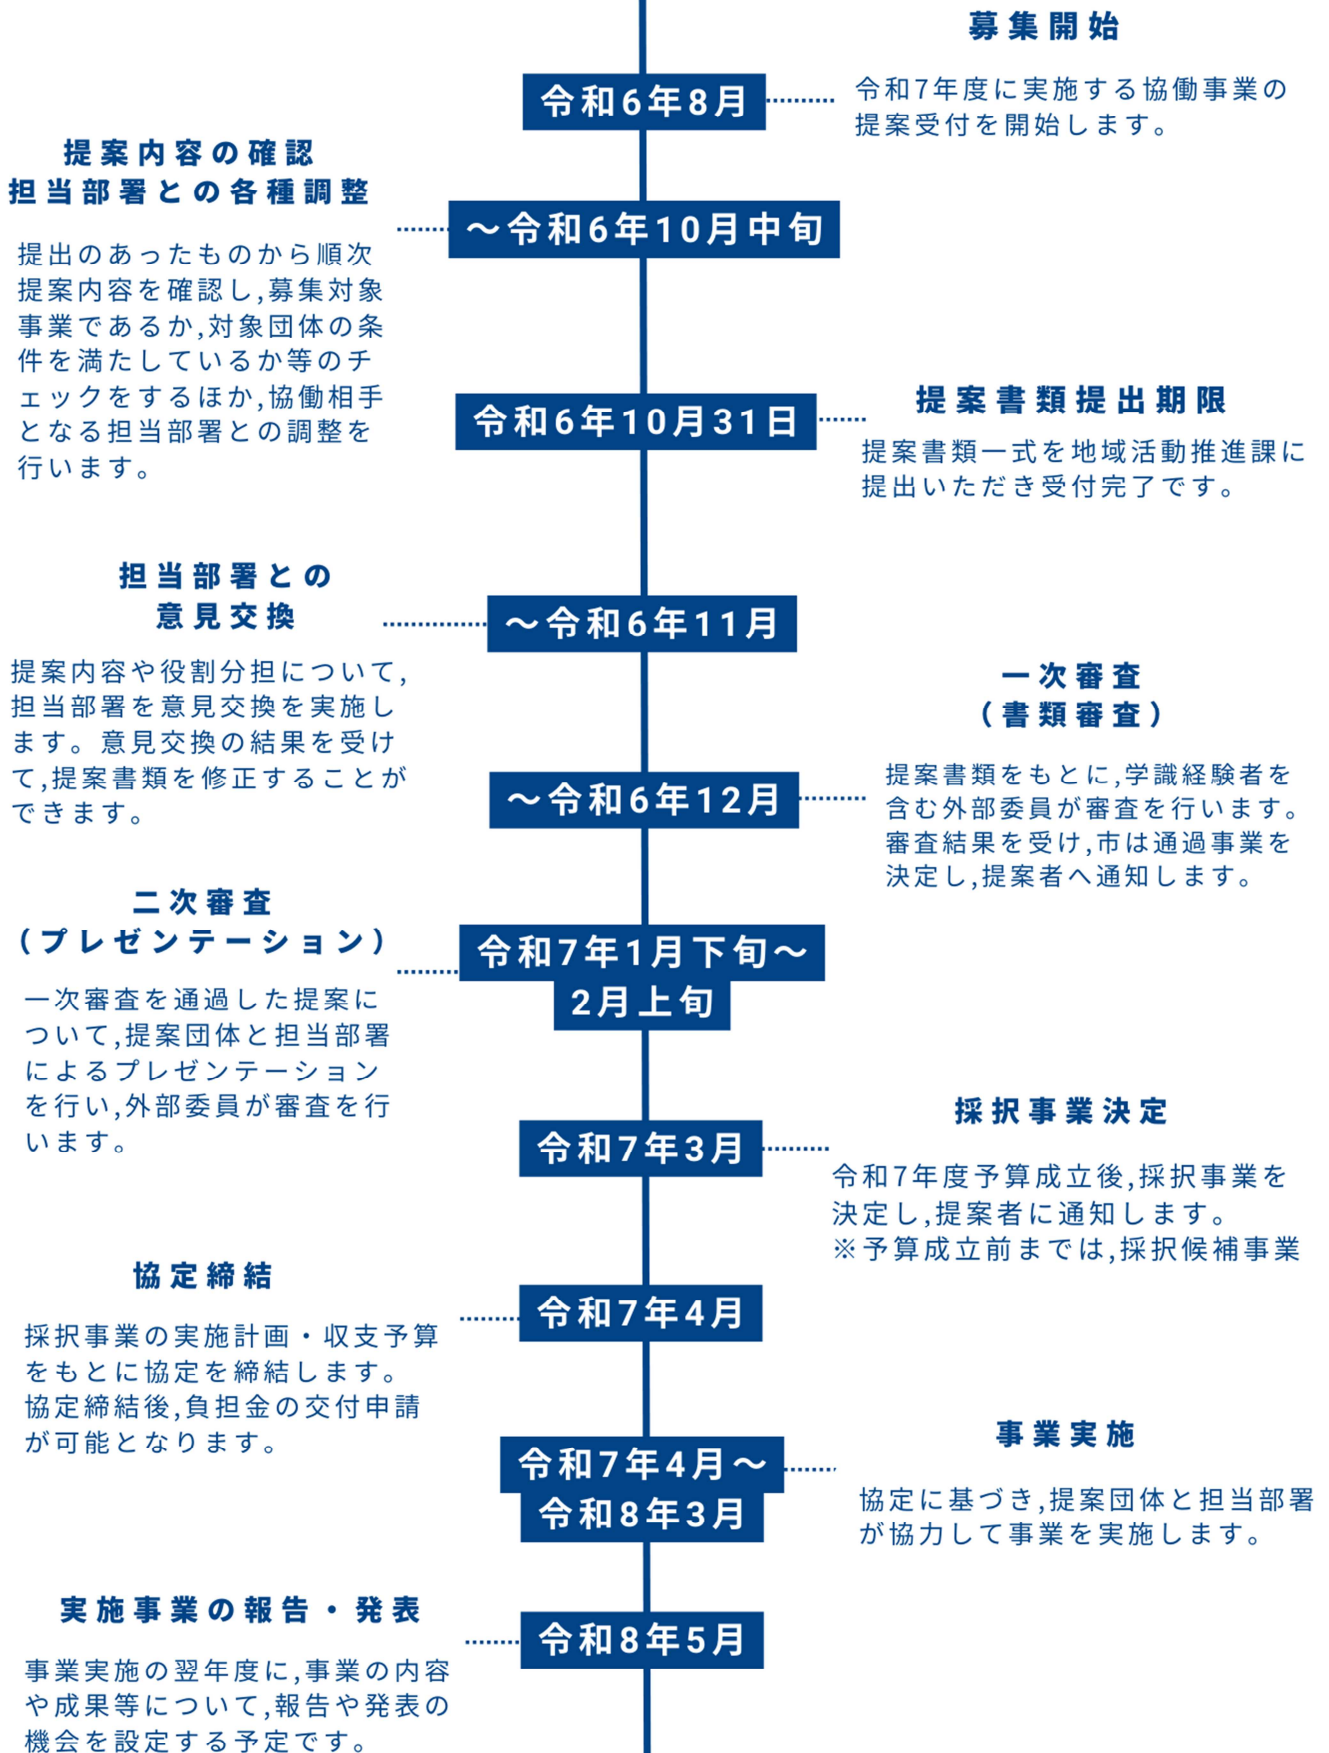 募集開始
令和6年8月
令和7年度に実施する協働事業の
提案受付を開始します。
提案内容の確認
担当部署との各種調整
～令和6年10月中旬
提出のあったものから順次
提案内容を確認し,募集対象
事業であるか,対象団体の条
件を満たしているか等のチ
ェックをするほか,協働相手
となる担当部署との調整を
行います。
提案書類提出期限
令和6年10月31日
提案書類一式を地域活動推進課に
提出いただき受付完了です。
担当部署との
意見交換
～令和6年11月
提案内容や役割分担について,
担当部署を意見交換を実施し
ます。意見交換の結果を受け
て,提案書類を修正することが
できます。
一次審査
（書類審査）
～令和6年12月
提案書類をもとに,学識経験者を
含む外部委員が審査を行います。
審査結果を受け,市は通過事業を
決定し,提案者へ通知します。
二次審査
（プレゼンテーション）
令和7年1月下旬～
2月上旬
一次審査を通過した提案に
ついて,提案団体と担当部署
によるプレゼンテーション
を行い,外部委員が審査を行
います。
採択事業決定
令和7年3月
令和7年度予算成立後,採択事業を
決定し,提案者に通知します。
※予算成立前までは,採択候補事業
協定締結
令和7年4月
採択事業の実施計画・収支予算
をもとに協定を締結します。
協定締結後,負担金の交付申請
が可能となります。
事業実施
令和7年4月～
令和8年3月
協定に基づき,提案団体と担当部署
が協力して事業を実施します。
実施事業の報告・発表
令和8年5月
事業実施の翌年度に,事業の内容
や成果等について,報告や発表の
機会を設定する予定です。